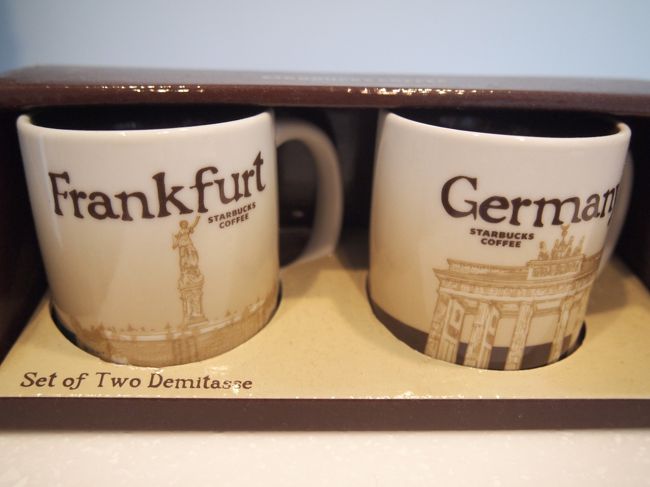 Frankfurt
STARBUCKS
COFFEE
Germany
STARBUCKS
COFFEE
Set of Two Demitasse